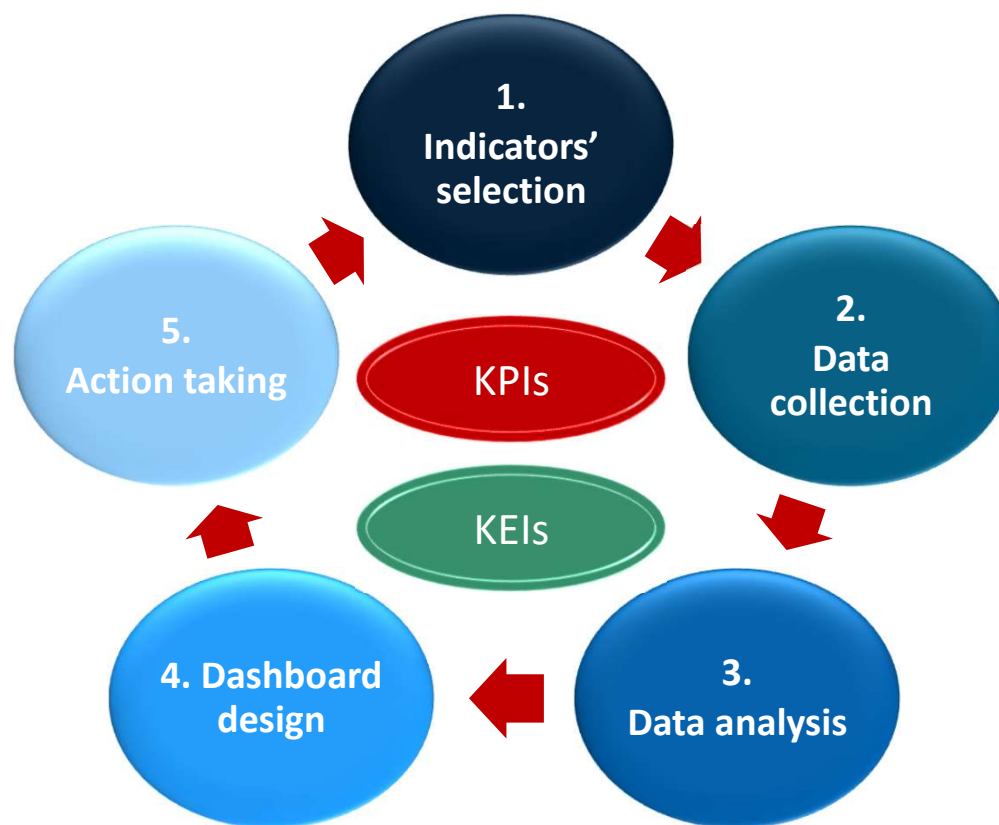 1.
Indicators’
selection
2.
Data
collection
3.
Data analysis
4. Dashboard
design
5.
Action taking
KPIs
KEIs